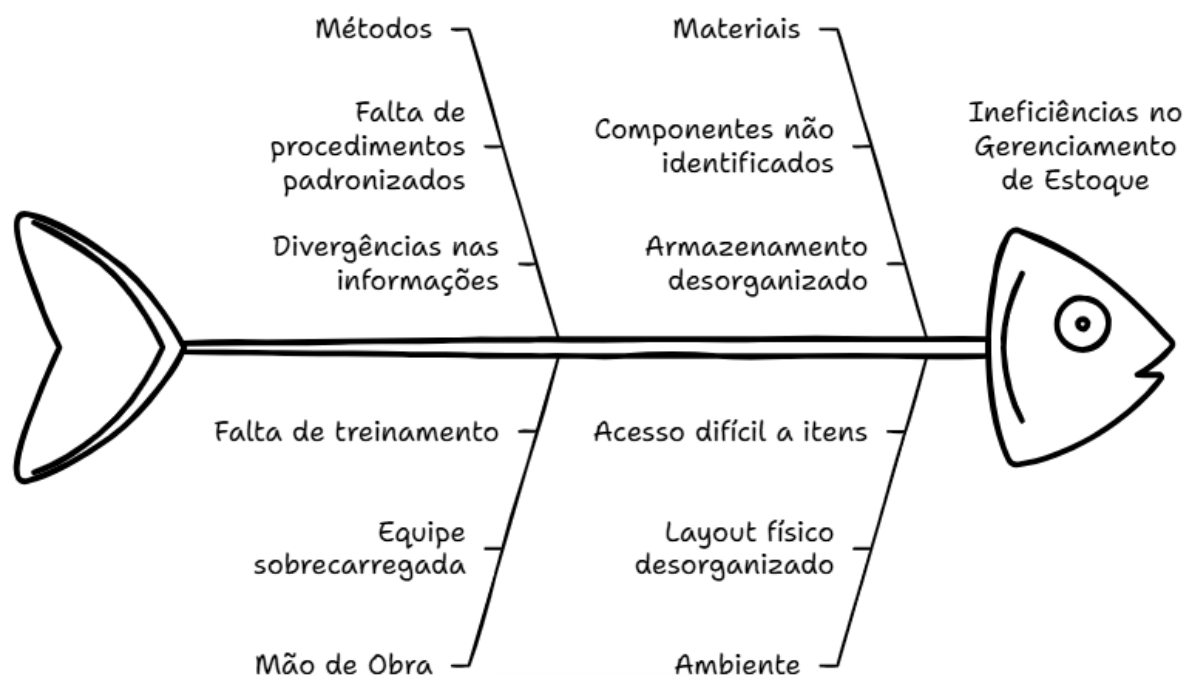 Métodos
Falta de
procedimentos
padronizados
Divergências nas
informações
Materiais
Componentes não
identificados
Armazenamento
desorganizado
Ineficiências no
Gerenciamento
de Estoque
Falta de treinamento
Equipe
sobrecarregada
Mão de Obra
Acesso difícil a itens
Layout físico
desorganizado
Ambiente